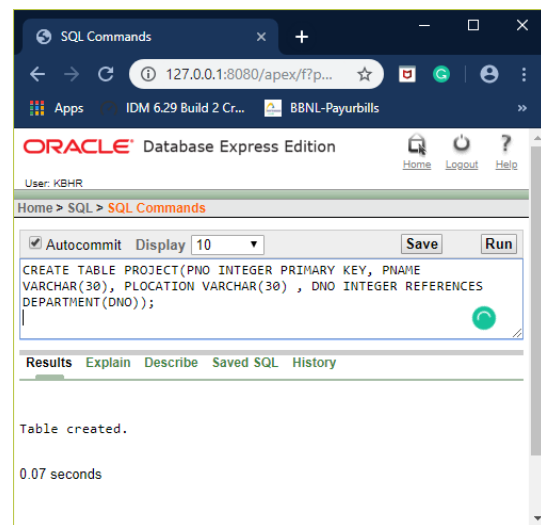 SQL Commands
127.0.0.1:8080/apex/f?p...
Apps IDM 6.29 Build 2 Cr... BBNL-Payurbills »
ORACLE Database Express Edition
Home Logout Help
User: KBHR
Home > SQL > SQL Commands
Autocommit Display 10 Save Run
CREATE TABLE PROJECT(PNO INTEGER PRIMARY KEY, PNAME
VARCHAR(30), PLOCATION VARCHAR(30) , DNO INTEGER REFERENCES
DEPARTMENT(DNO));
Results Explain Describe Saved SQL History
Table created.
0.07 seconds